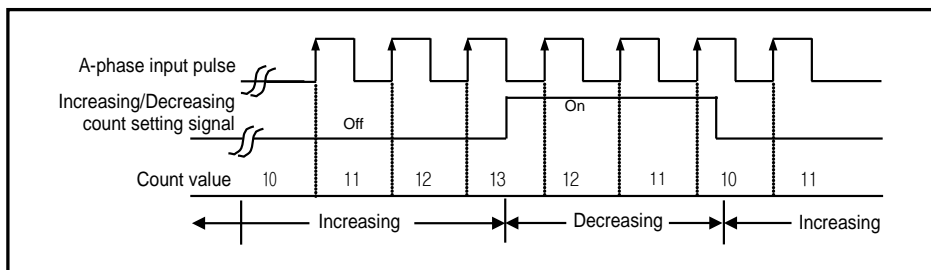 A-phase input pulse
Increasing/Decreasing
count setting signal
Off
On
Count value 10 11 12 13 12 11 10 11
Increasing Decreasing Increasing